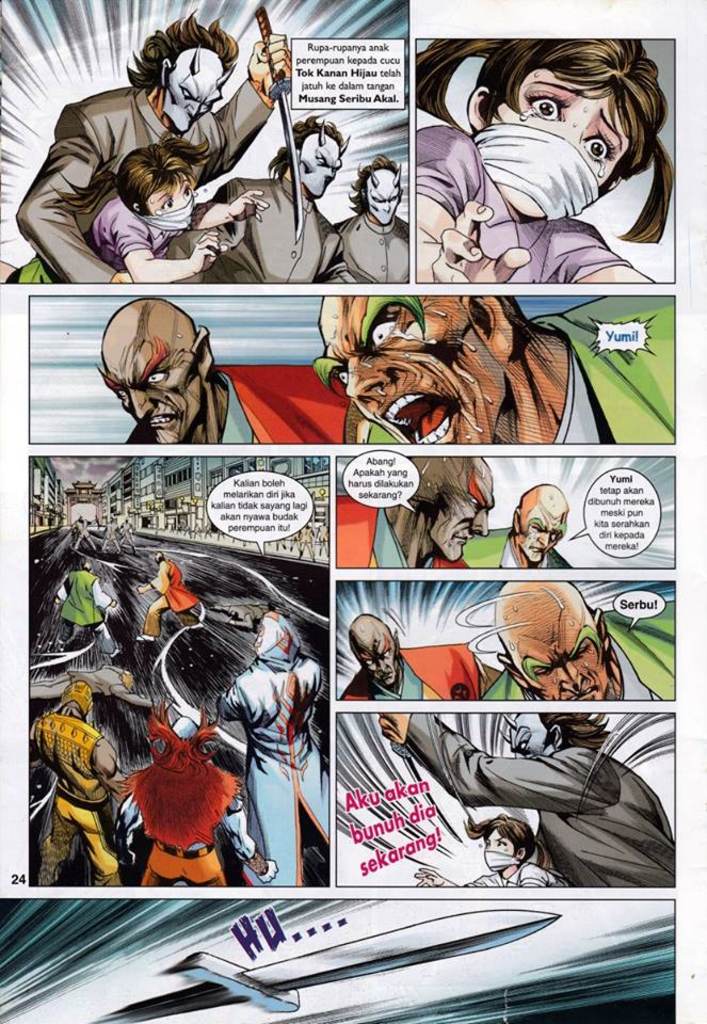 Rupa-rupanya anak
perempuan kepada cucu
Tok Kanan Hijau telah
jatuh ke dalam tangan
Musang Seribu Akal.
Yumi!
Kalian boleh
melarikan diri jika
kalian tidak sayang lagi
akan nyawa budak
perempuan itu!
Abang!
Apakah yang
harus dilakukan
sekarang?
Yumi
tetap akan
dibunuh mereka
meski pun
kita serahkan
diri kepada
mereka!
Serbu!
Aku akan
bunuh dia
sekarang!
24
HU....